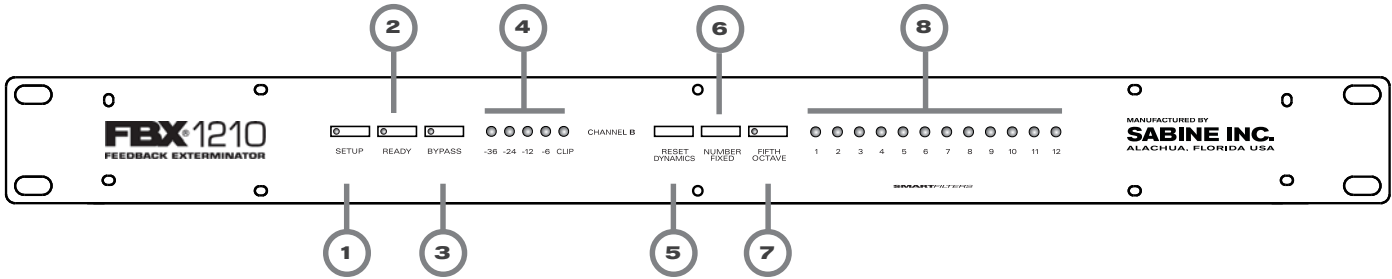 2
4
6
8
FBX®1210
FEEDBACK EXTERMINATOR
SETUP
READY
BYPASS
-36 -24 -12 -6 CLIP
CHANNEL B
RESET
DYNAMICS
NUMBER
FIXED
FIFTH
OCTAVE
1 2 3 4 5 6 7 8 9 10 11 12
SMARTFILTERS
MANUFACTURED BY
SABINE INC.
ALACHUA, FLORIDA USA
1
3
5
7